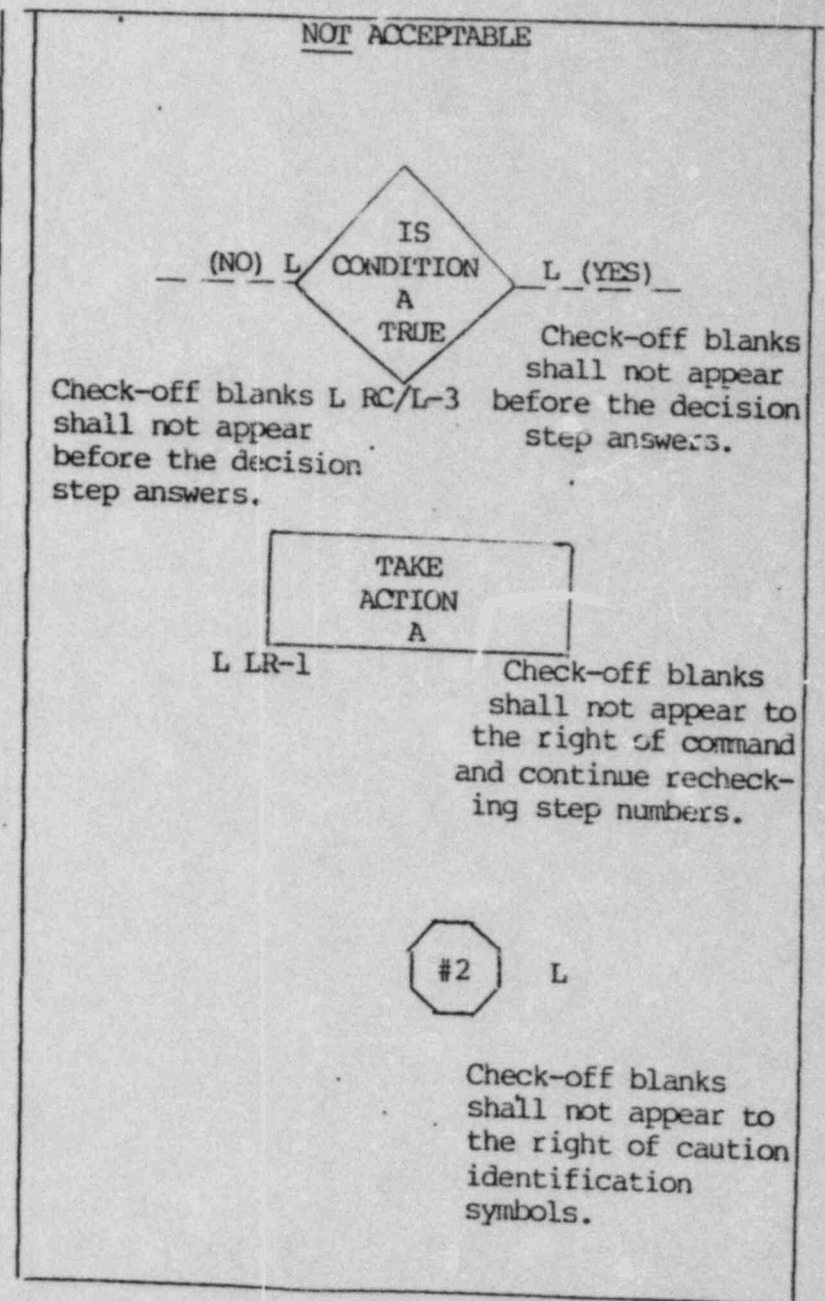 NOT ACCEPTABLE
IS
CONDITION
A
TRUE
(NO) L
L (YES)
Check-off blanks
shall not appear
before the decision
step answers.
L RC/L-3
Check-off blanks
shall not appear
before the decision
step answers.
TAKE
ACTION
A
L LR-1
Check-off blanks
shall not appear to
the right of command
and continue recheck-
ing step numbers.
#2
L
Check-off blanks
shall not appear to
the right of caution
identification
symbols.